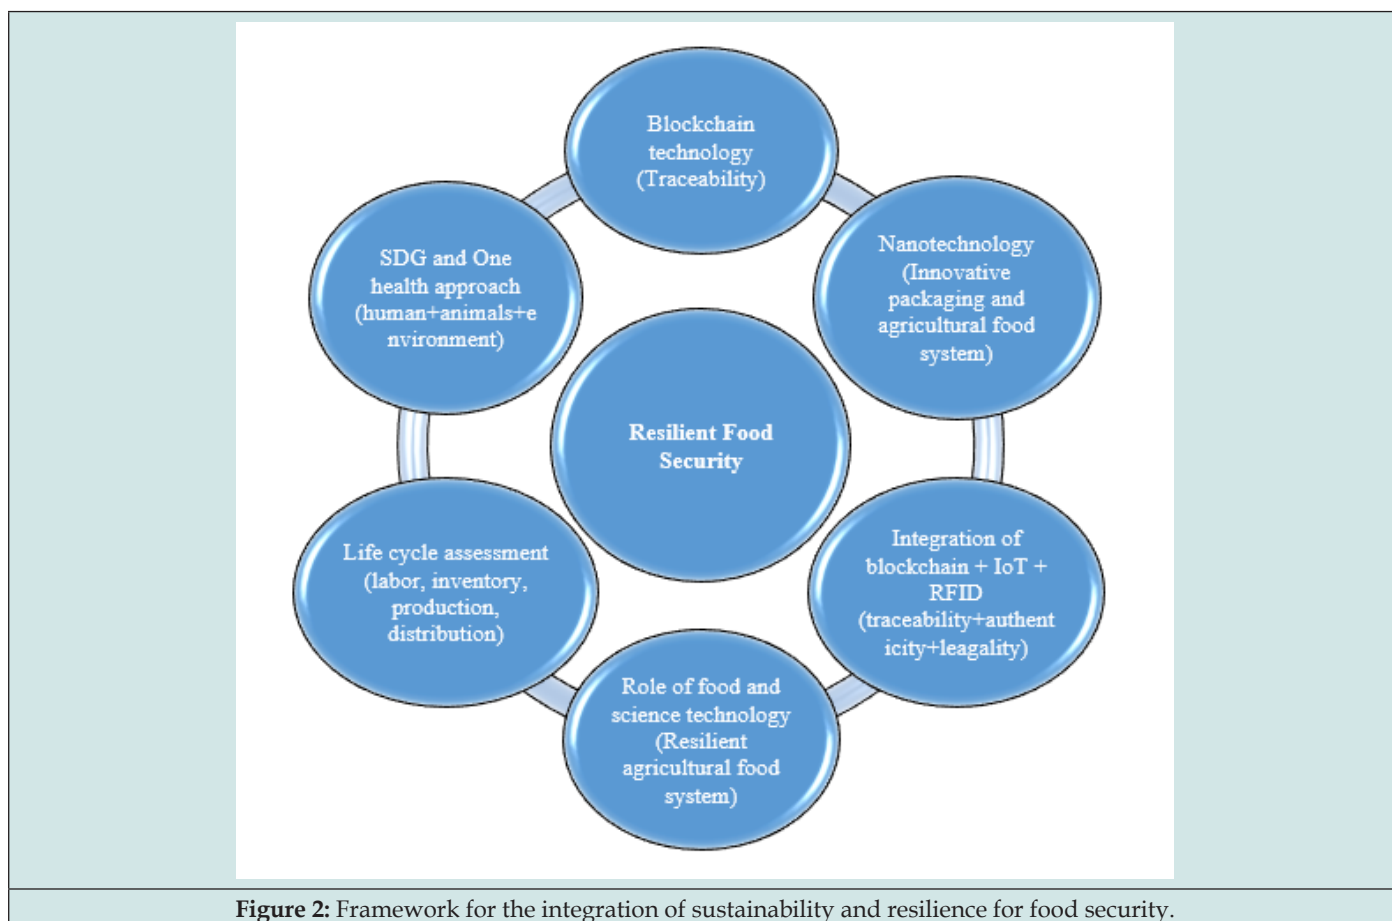 Blockchain
technology
(Traceability)
SDG and One
health approach
(human+animals+e
nvironment)
Nanotechnology
(Innovative
packaging and
agricultural food
system)
Resilient Food
Security
Life cycle assessment
(labor, inventory,
production,
distribution)
Integration of
blockchain + IoT +
RFID
(traceability+authent
icity+leagality)
Role of food and
science technology
(Resilient
agricultural food
system)
Figure 2: Framework for the integration of sustainability and resilience for food security.